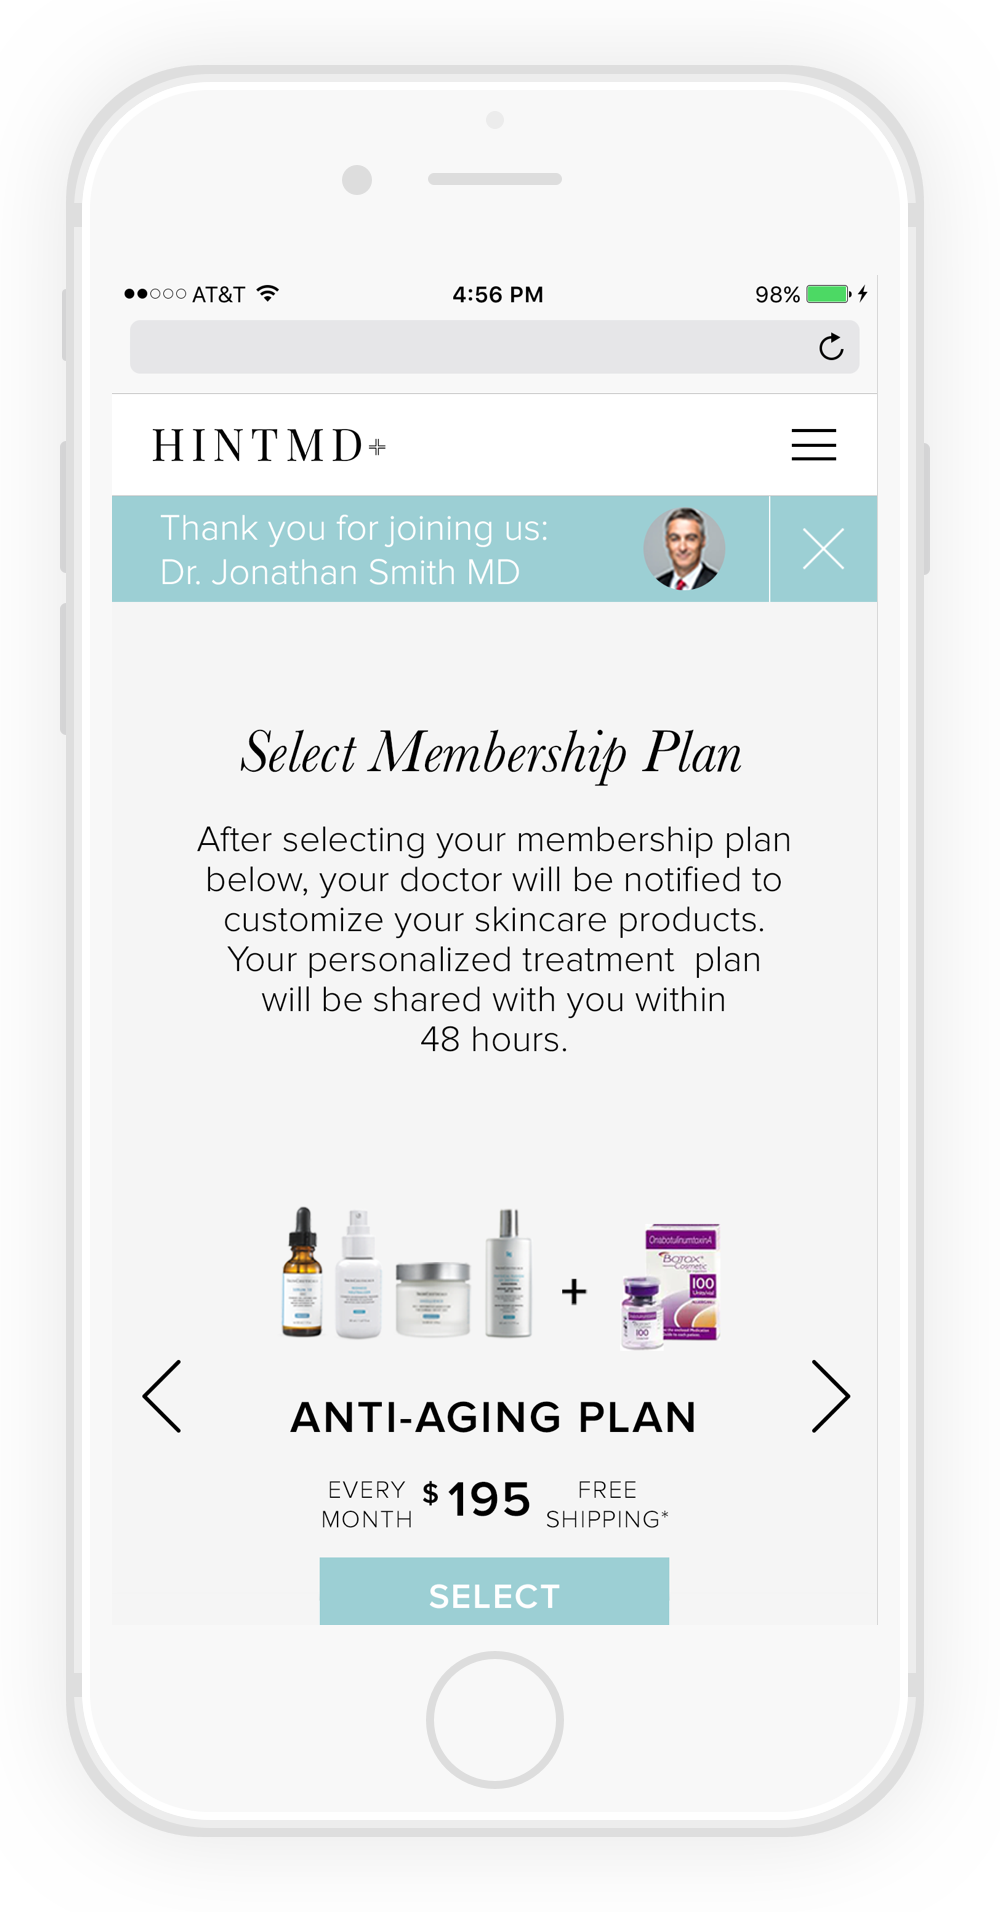 AT&T 4:56 PM 98%
HINTMD+
Thank you for joining us:
Dr. Jonathan Smith MD
Select Membership Plan
After selecting your membership plan
below, your doctor will be notified to
customize your skincare products.
Your personalized treatment plan
will be shared with you within
48 hours.
OnabotulinumtoxinA
BOTOX
Cosmetic
100
100
+
ANTI-AGING PLAN
EVERY
MONTH
$195
FREE
SHIPPING*
SELECT